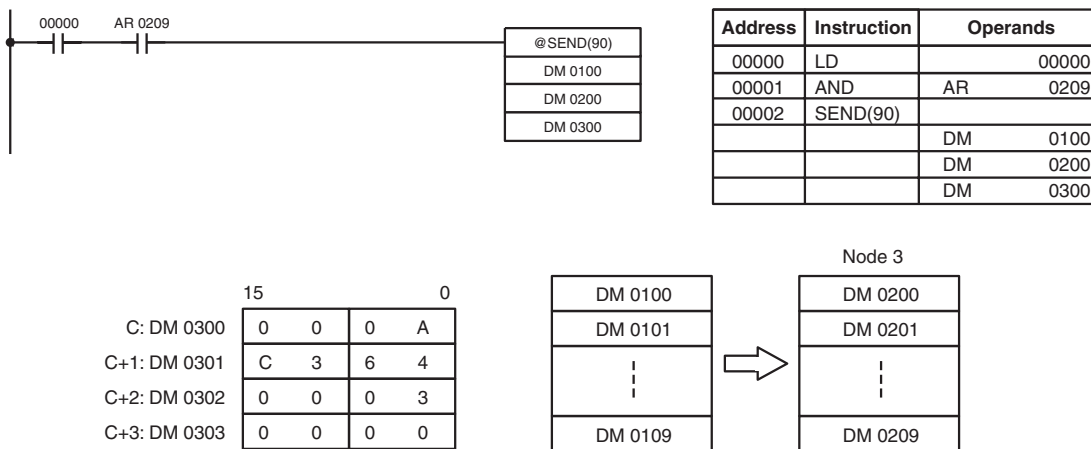 00000 AR 0209
@SEND(90)
DM 0100
DM 0200
DM 0300
Address Instruction Operands
00000 LD 00000
00001 AND AR 0209
00002 SEND(90)
DM 0100
DM 0200
DM 0300
15 0
C: DM 0300 0 0 0 A
C+1: DM 0301 C 3 6 4
C+2: DM 0302 0 0 0 3
C+3: DM 0303 0 0 0 0
DM 0100
DM 0101
DM 0109
Node 3
DM 0200
DM 0201
DM 0209